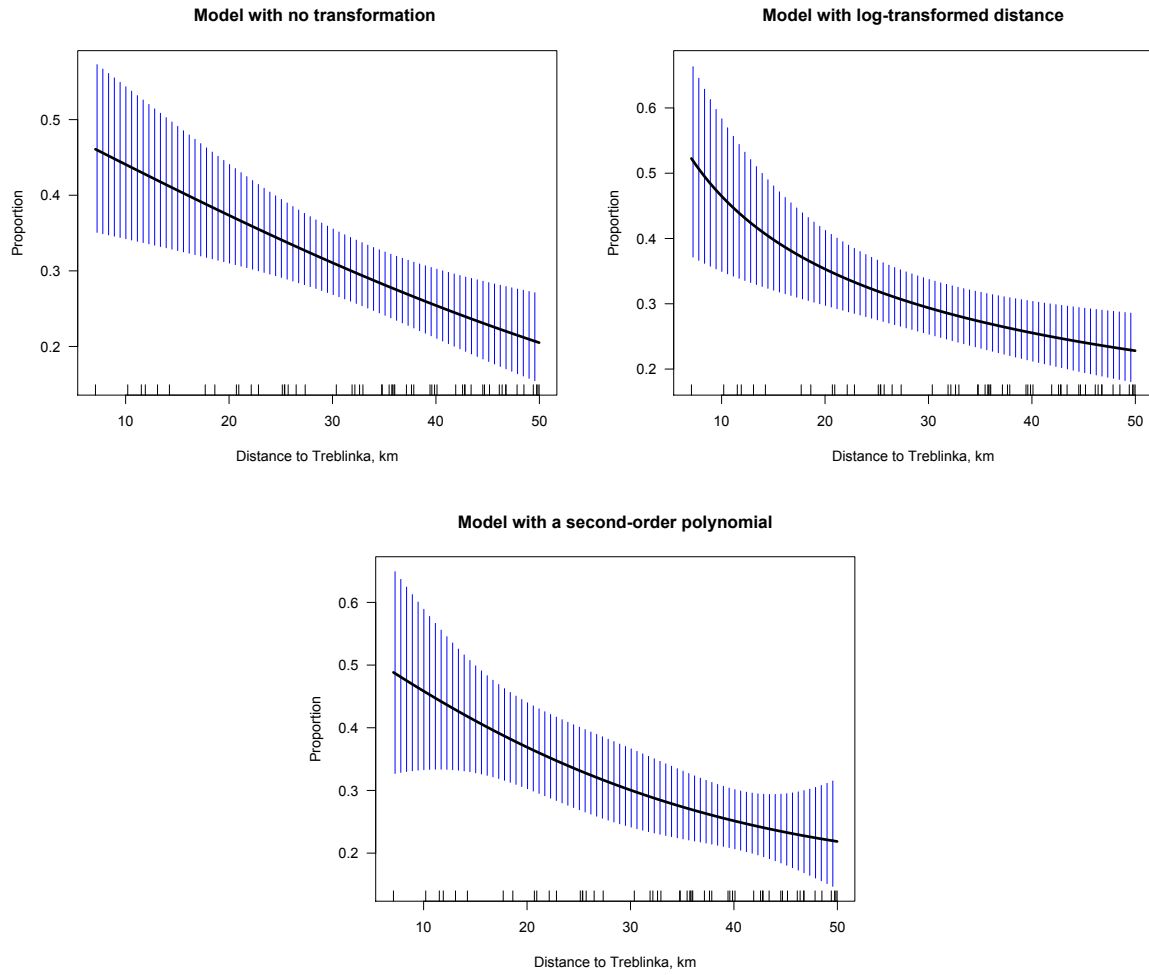 Model with no transformation
Proportion
0.5
0.4
0.3
0.2
10 20 30 40 50
Distance to Treblinka, km
Model with log-transformed distance
Proportion
0.6
0.5
0.4
0.3
0.2
10 20 30 40 50
Distance to Treblinka, km
Model with a second-order polynomial
Proportion
0.6
0.5
0.4
0.3
0.2
10 20 30 40 50
Distance to Treblinka, km